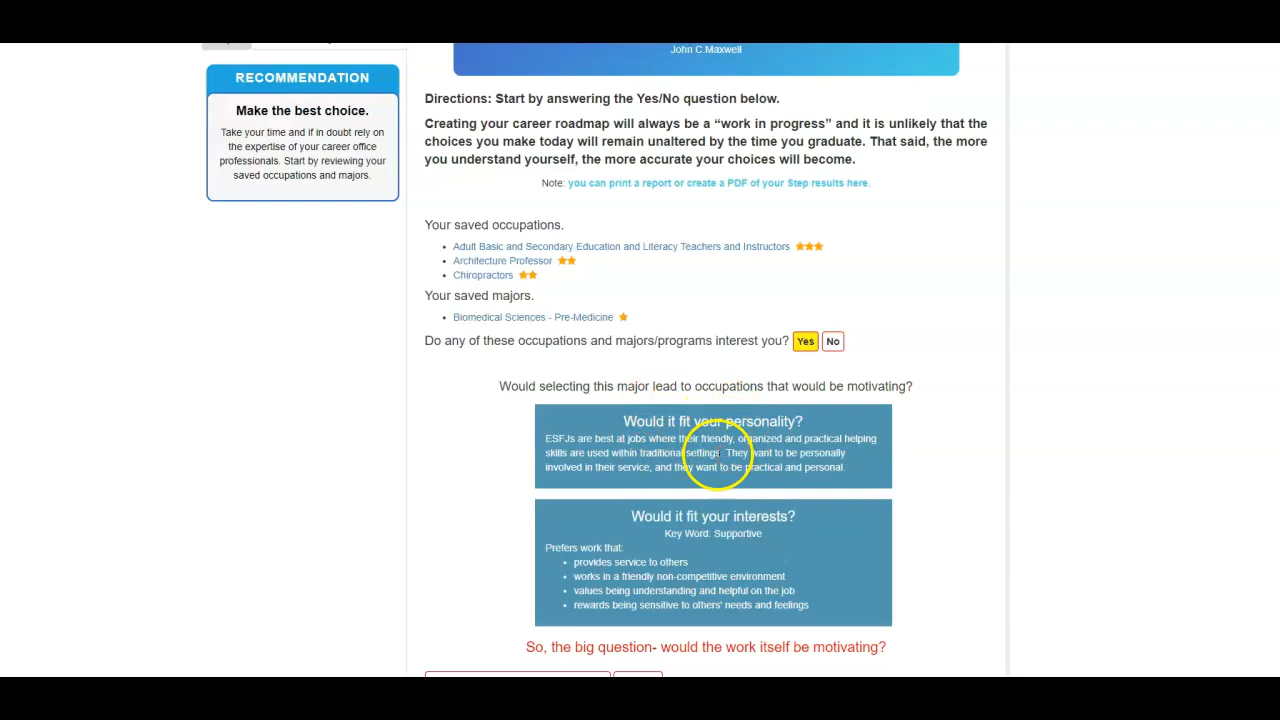 John C.Maxwell
RECOMMENDATION
Make the best choice.
Take your time and if in doubt rely on
the expertise of your career office
professionals. Start by reviewing your
saved occupations and majors.
Directions: Start by answering the Yes/No question below.
Creating your career roadmap will always be a “work in progress” and it is unlikely that the
choices you make today will remain unaltered by the time you graduate. That said, the more
you understand yourself, the more accurate your choices will become.
Note: you can print a report or create a PDF of your Step results here.
Your saved occupations.
Adult Basic and Secondary Education and Literacy Teachers and Instructors
Architecture Professor
Chiropractors
Your saved majors.
Biomedical Sciences - Pre-Medicine
Do any of these occupations and majors/programs interest you? Yes No
Would selecting this major lead to occupations that would be motivating?
Would it fit your personality?
ESFJs are best at jobs where their friendly, organized and practical helping
skills are used within traditional settings. They want to be personally
involved in their service, and they want to be practical and personal.
Would it fit your interests?
Key Word: Supportive
Prefers work that:
provides service to others
works in a friendly non-competitive environment
values being understanding and helpful on the job
rewards being sensitive to others' needs and feelings
So, the big question- would the work itself be motivating?